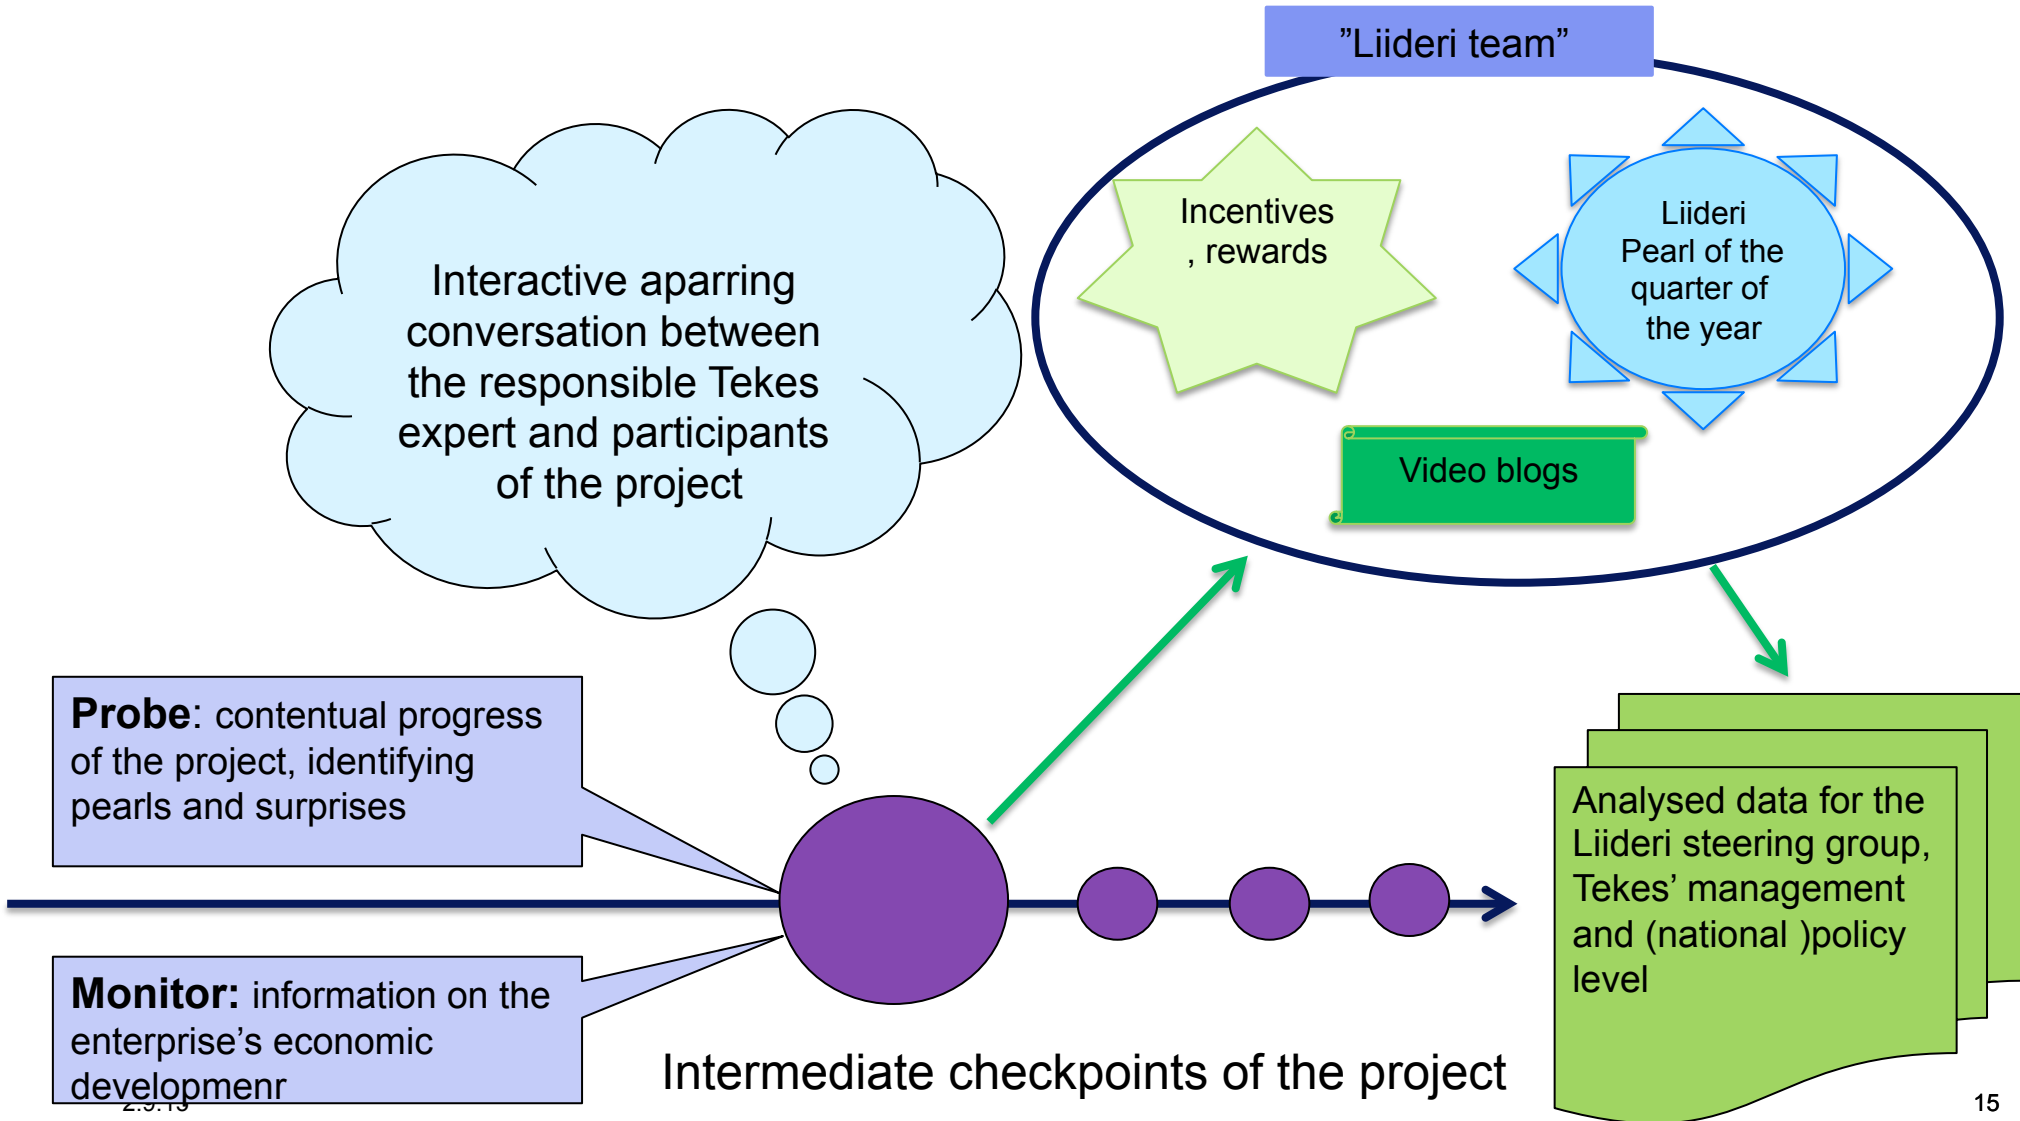 ”Liideri team”
Incentives
, rewards
Liideri
Pearl of the
quarter of
the year
Video blogs
Interactive aparring
conversation between
the responsible Tekes
expert and participants
of the project
Probe: contentual progress
of the project, identifying
pearls and surprises
Monitor: information on the
enterprise’s economic
developmenr
Intermediate checkpoints of the project
Analysed data for the
Liideri steering group,
Tekes’ management
and (national )policy
level
15